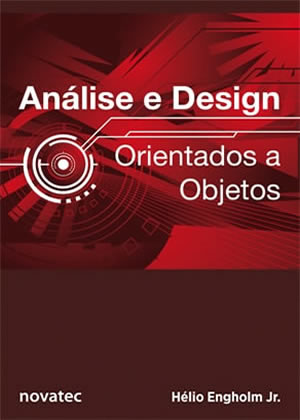 Análise e Design
Orientados a
Objetos
novatec
Hélio Engholm Jr.